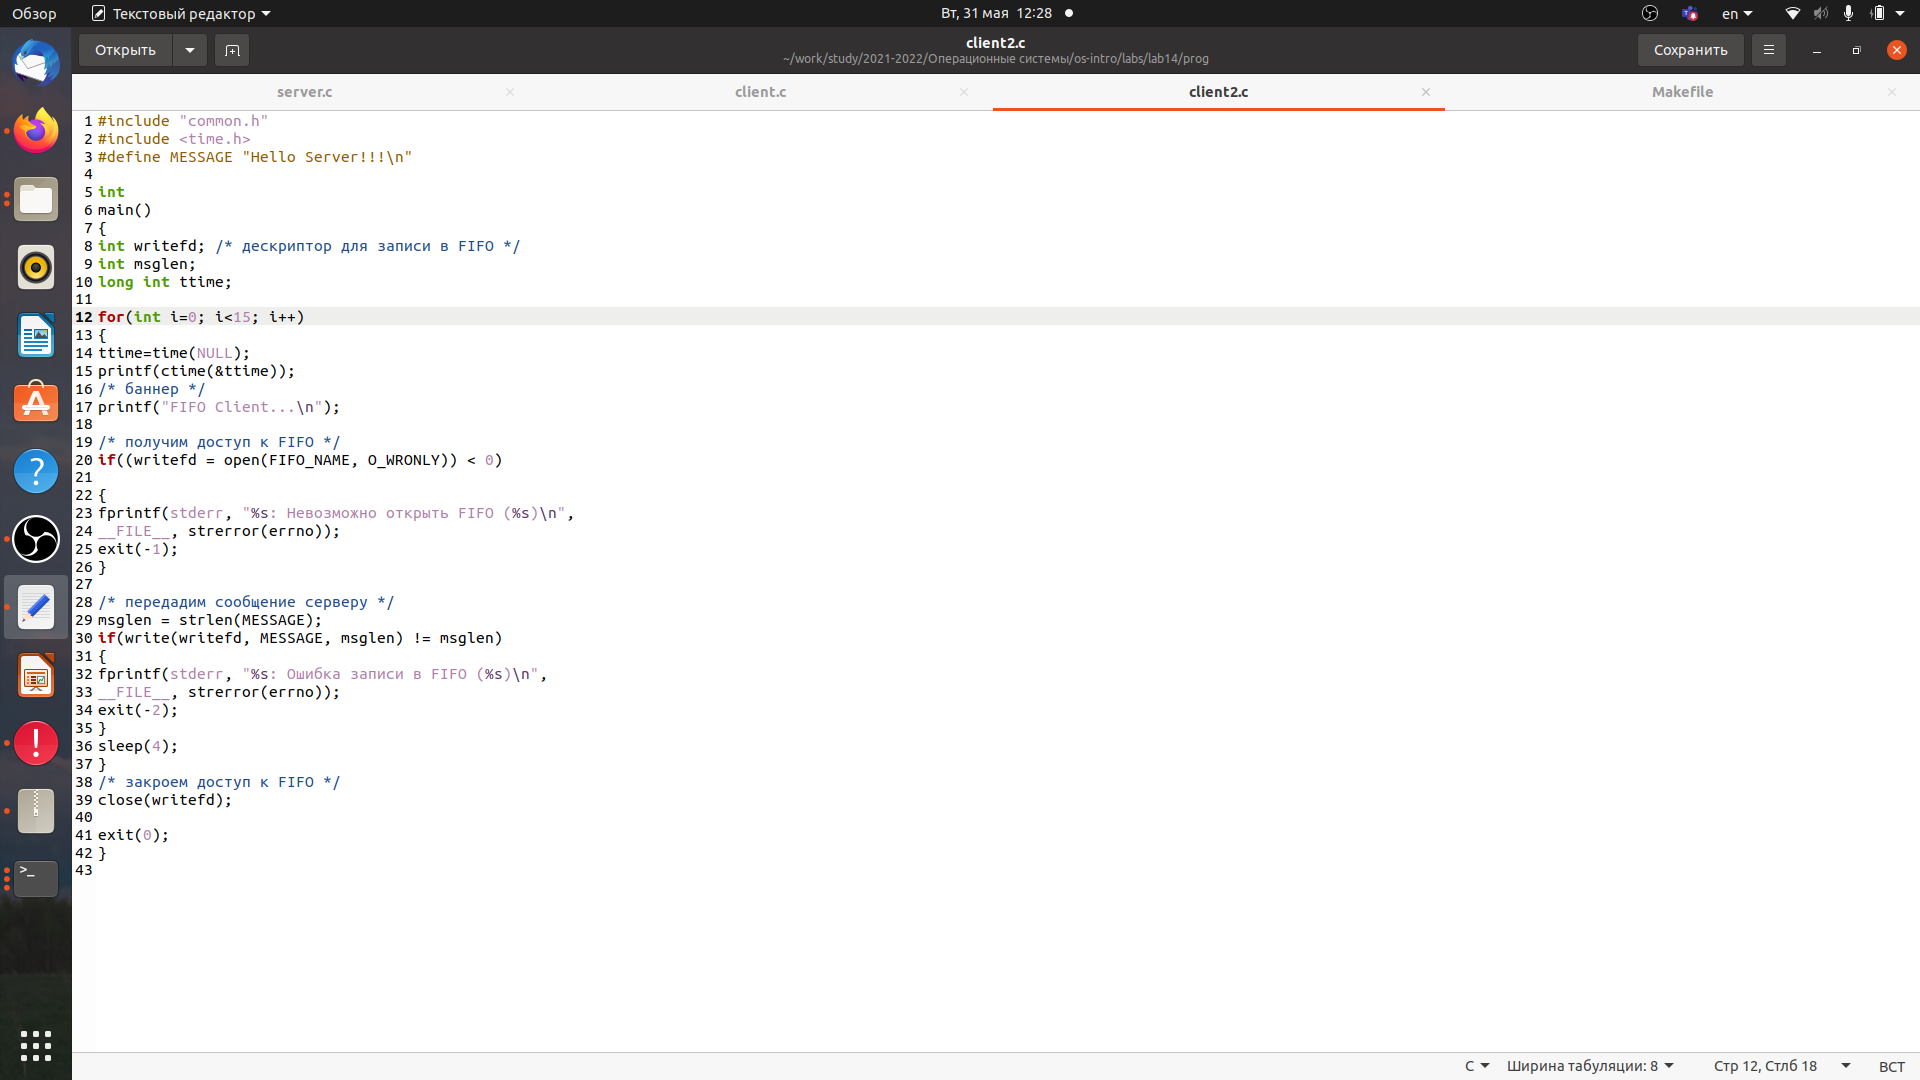 Обзор
Текстовый редактор
Вт, 31 мая 12:28
en
Открыть
client2.c
~/work/study/2021-2022/Операционные системы/os-intro/labs/lab14/prog
Сохранить
server.c
client.c
client2.c
Makefile
1 #include "common.h"
2 #include <time.h>
3 #define MESSAGE "Hello Server!!!\n"
4
5 int
6 main()
7 {
8 int writefd; /* дескриптор для записи в FIFO */
9 int msglen;
10 long int ttime;
11
12 for(int i=0; i<15; i++)
13 {
14 ttime=time(NULL);
15 printf(ctime(&ttime));
16 /* баннер */
17 printf("FIFO Client...\n");
18
19 /* получим доступ к FIFO */
20 if((writefd = open(FIFO_NAME, O_WRONLY)) < 0)
21
22 {
23 fprintf(stderr, "%s: Невозможно открыть FIFO (%s)\n",
24 __FILE__, strerror(errno));
25 exit(-1);
26 }
27
28 /* передадим сообщение серверу */
29 msglen = strlen(MESSAGE);
30 if(write(writefd, MESSAGE, msglen) != msglen)
31 {
32 fprintf(stderr, "%s: Ошибка записи в FIFO (%s)\n",
33 __FILE__, strerror(errno));
34 exit(-2);
35 }
36 sleep(4);
37 }
38 /* закроем доступ к FIFO */
39 close(writefd);
40
41 exit(0);
42 }
43
C
Ширина табуляции: 8
Стр 12, Стлб 18
ВСТ